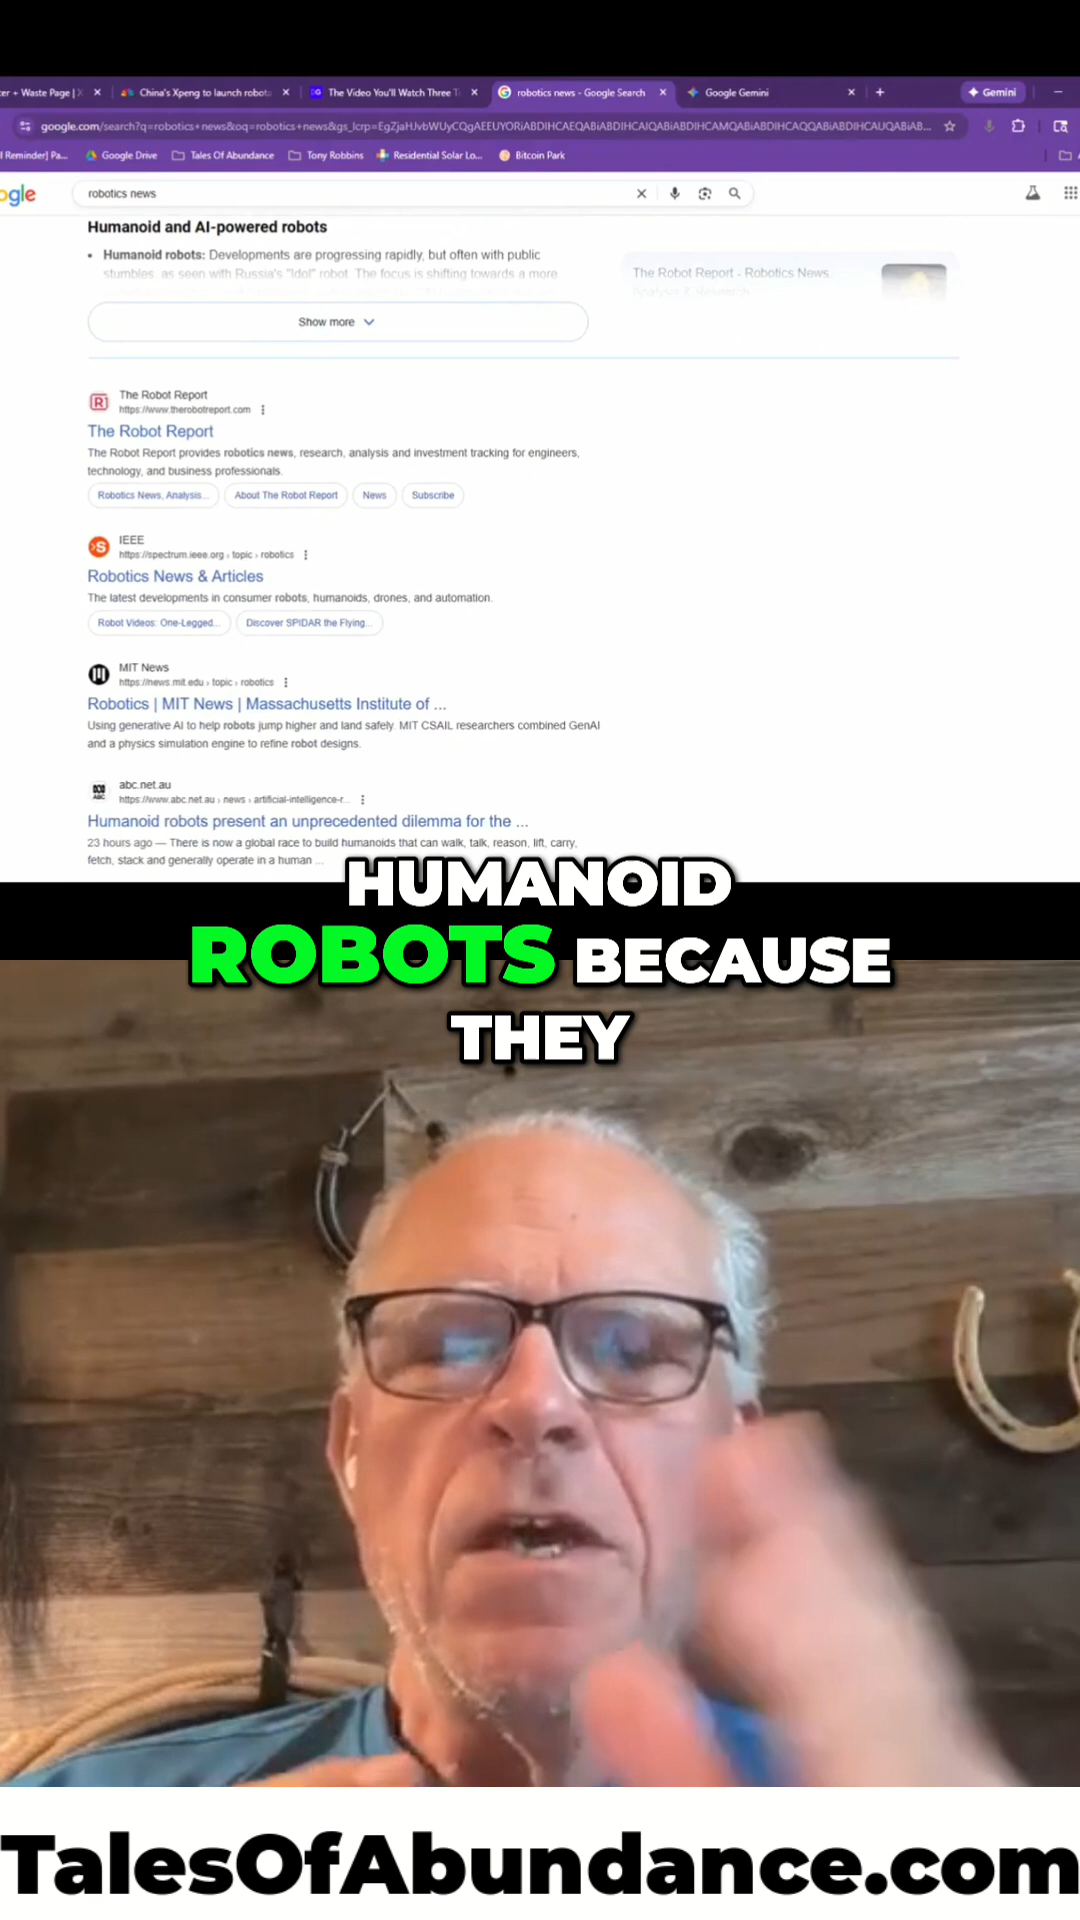 er + Waste Page | X
China's Xpeng to launch robot
The Video You'll Watch Three T
robotics news - Google Search
Google Gemini
Gemini
google.com/search?q=robotics+news&oq=robotics+news&gs_lcrp=
l Reminder] Pa...
Google Drive
Tales Of Abundance
Tony Robbins
Residential Solar Lo...
Bitcoin Park
ogle
robotics news
Humanoid and AI-powered robots
• Humanoid robots: Developments are progressing rapidly, but often with public
stumbles, as seen with Russia's "Idol" robot. The focus is shifting towards a more
The Robot Report - Robotics News
Analysis & Research
Show more
The Robot Report
https://www.therobotreport.com
The Robot Report
The Robot Report provides robotics news, research, analysis and investment tracking for engineers,
technology, and business professionals.
Robotics News, Analysis...
About The Robot Report
News
Subscribe
IEEE
https://spectrum.ieee.org › topic › robotics
Robotics News & Articles
The latest developments in consumer robots, humanoids, drones, and automation.
Robot Videos: One-Legged...
Discover SPIDAR the Flying...
MIT News
https://news.mit.edu › topic › robotics
Robotics | MIT News | Massachusetts Institute of ...
Using generative AI to help robots jump higher and land safely. MIT CSAIL researchers combined GenAI
and a physics simulation engine to refine robot designs.
abc.net.au
https://www.abc.net.au › news › artificial-intelligence-r...
Humanoid robots present an unprecedented dilemma for the ...
23 hours ago — There is now a global race to build humanoids that can walk, talk, reason, lift, carry,
fetch, stack and generally operate in a human ...
HUMANOID
ROBOTS BECAUSE
THEY
TalesOfAbundance.com